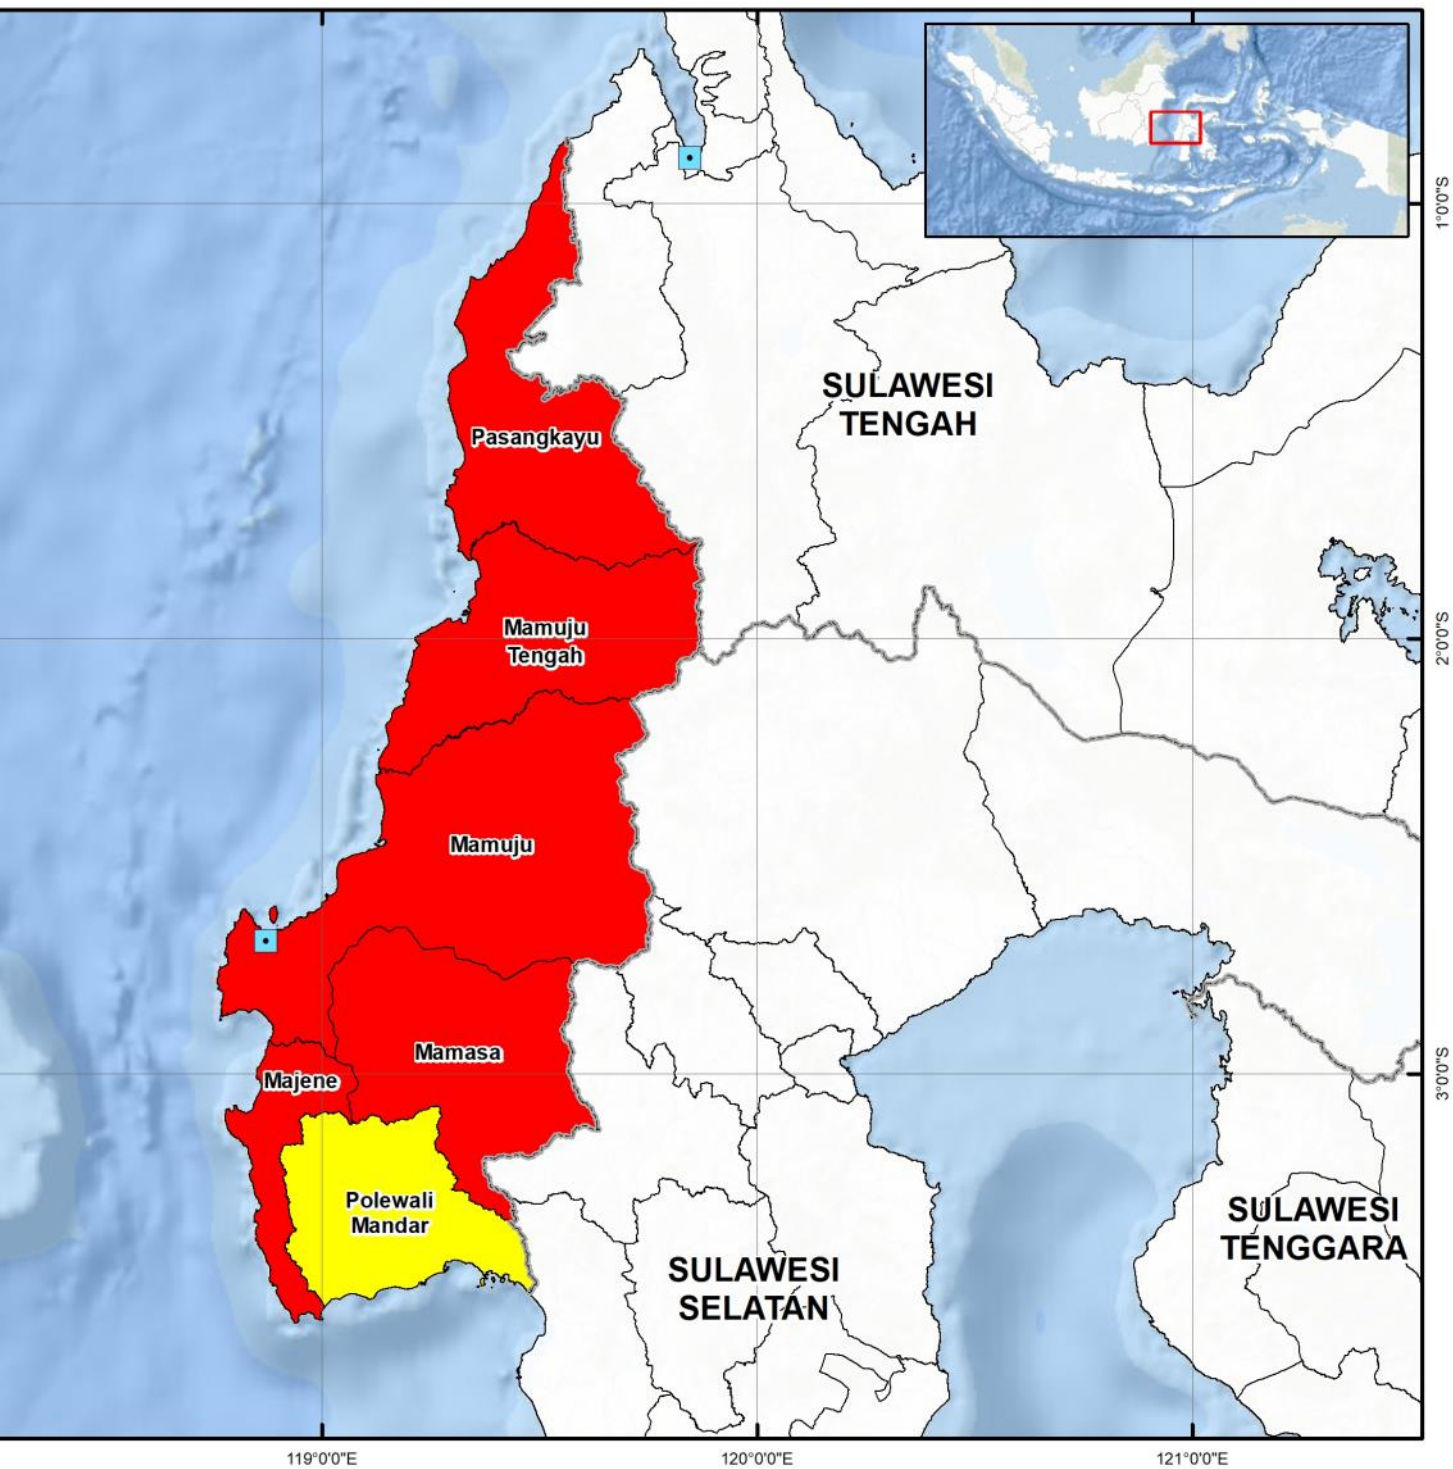 1°0'0"S
SULAWESI
TENGAH
Pasangkayu
Mamuju
Tengah
2°0'0"S
Mamuju
Mamasa
Majene
3°0'0"S
Polewali
Mandar
SULAWESI
TENGGARA
SULAWESI
SELATAN
119°0'0"E
120°0'0"E
121°0'0"E